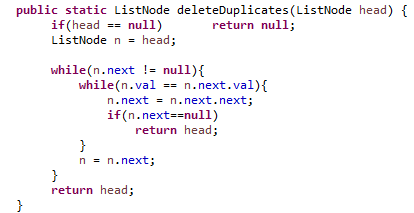 public static ListNode deleteDuplicates(ListNode head) {
    if(head == null)        return null;
    ListNode n = head;

    while(n.next != null){
        while(n.val == n.next.val){
            n.next = n.next.next;
            if(n.next==null)
                return head;
        }
        n = n.next;
    }
    return head;
}